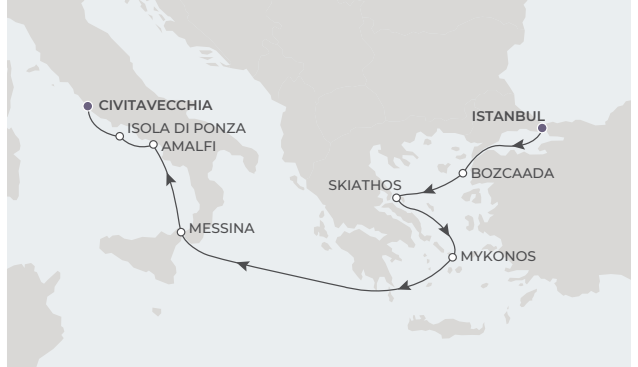 CIVITAVECCHIA
ISOLA DI PONZA
AMALFI
ISTANBUL
BOZCAADA
SKIATHOS
MESSINA
MYKONOS